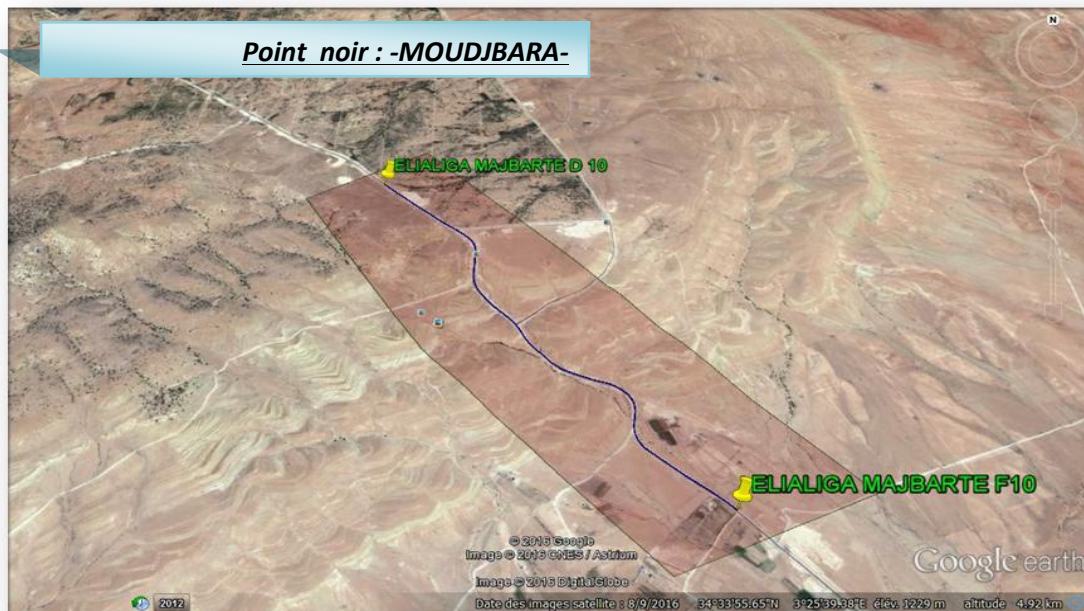 Point noir : -MOUDJBARA-
N
ELIALIGA MAJBARTE D 10
ELIALIGA MAJBARTE F10
© 2016 Google
Image © 2016 CNES / Astrium
Image © 2016 DigitalGlobe
Google earth
2012
Date des images satellite : 8/9/2016 34°33'55.65"N 3°25'39.38"E élév. 1229 m altitude 4.92 km